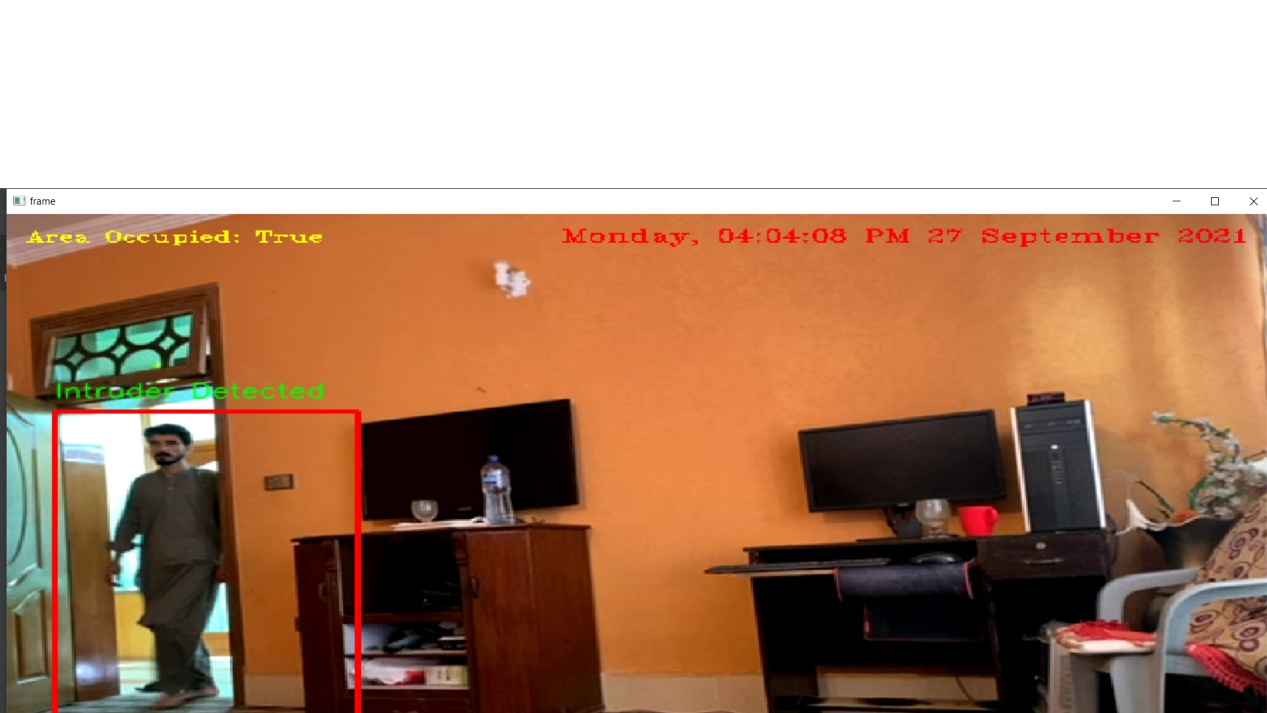 frame
Area Occupied: True
Monday, 04:04:08 PM 27 September 2021
Intruder Detected